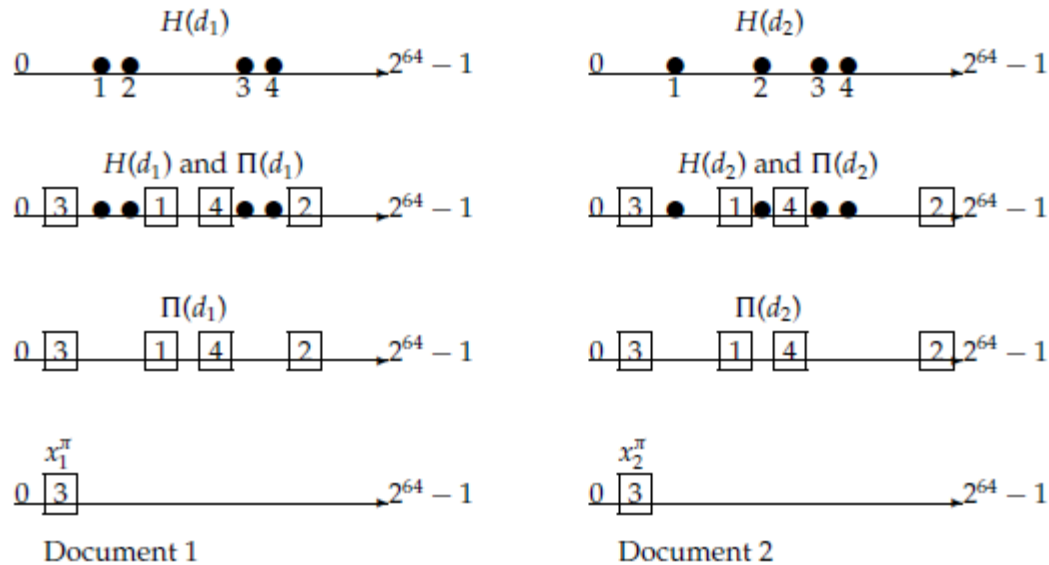 H(d₁)
0 2⁶⁴ − 1
1 2 3 4
H(d₁) and Π(d₁)
0 3 1 4 2 2⁶⁴ − 1
Π(d₁)
0 3 1 4 2 2⁶⁴ − 1
x₁^π
0 3 2⁶⁴ − 1
Document 1
H(d₂)
0 2⁶⁴ − 1
1 2 3 4
H(d₂) and Π(d₂)
0 3 1 4 2 2⁶⁴ − 1
Π(d₂)
0 3 1 4 2 2⁶⁴ − 1
x₂^π
0 3 2⁶⁴ − 1
Document 2